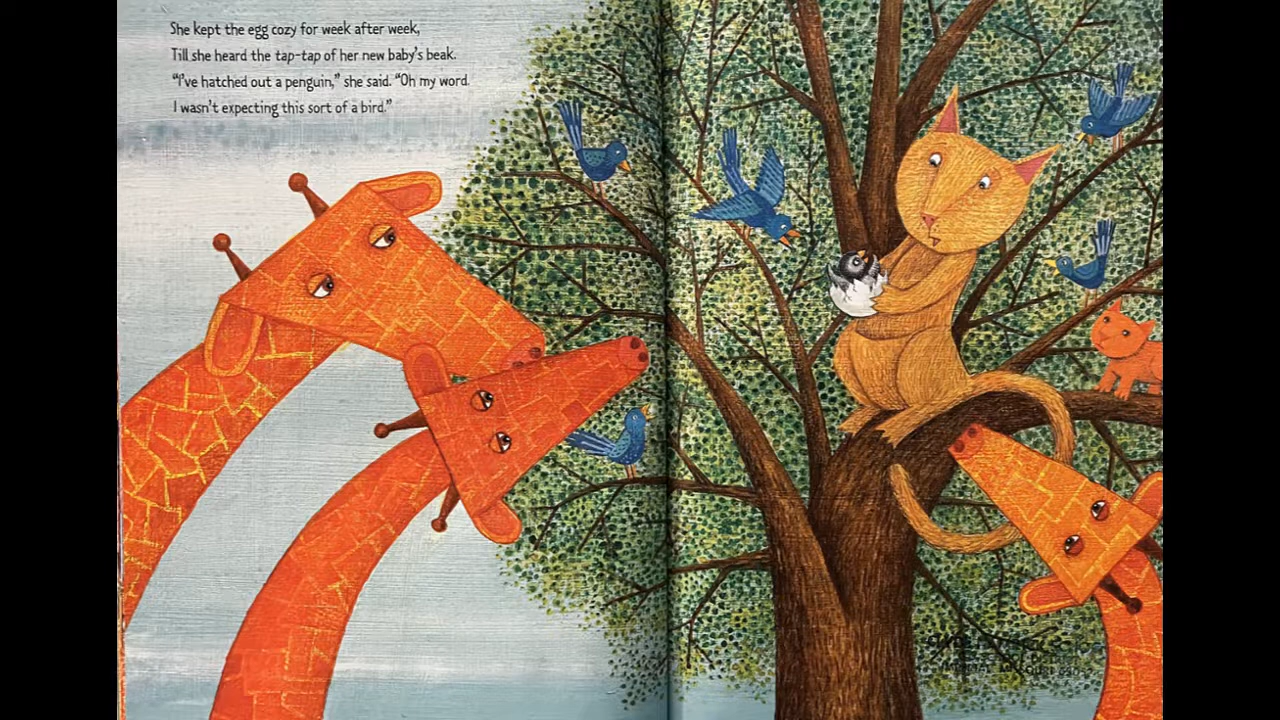 She kept the egg cozy for week after week,
Till she heard the tap-tap of her new baby's beak.
“I've hatched out a penguin,” she said. “Oh my word.
I wasn't expecting this sort of a bird.”